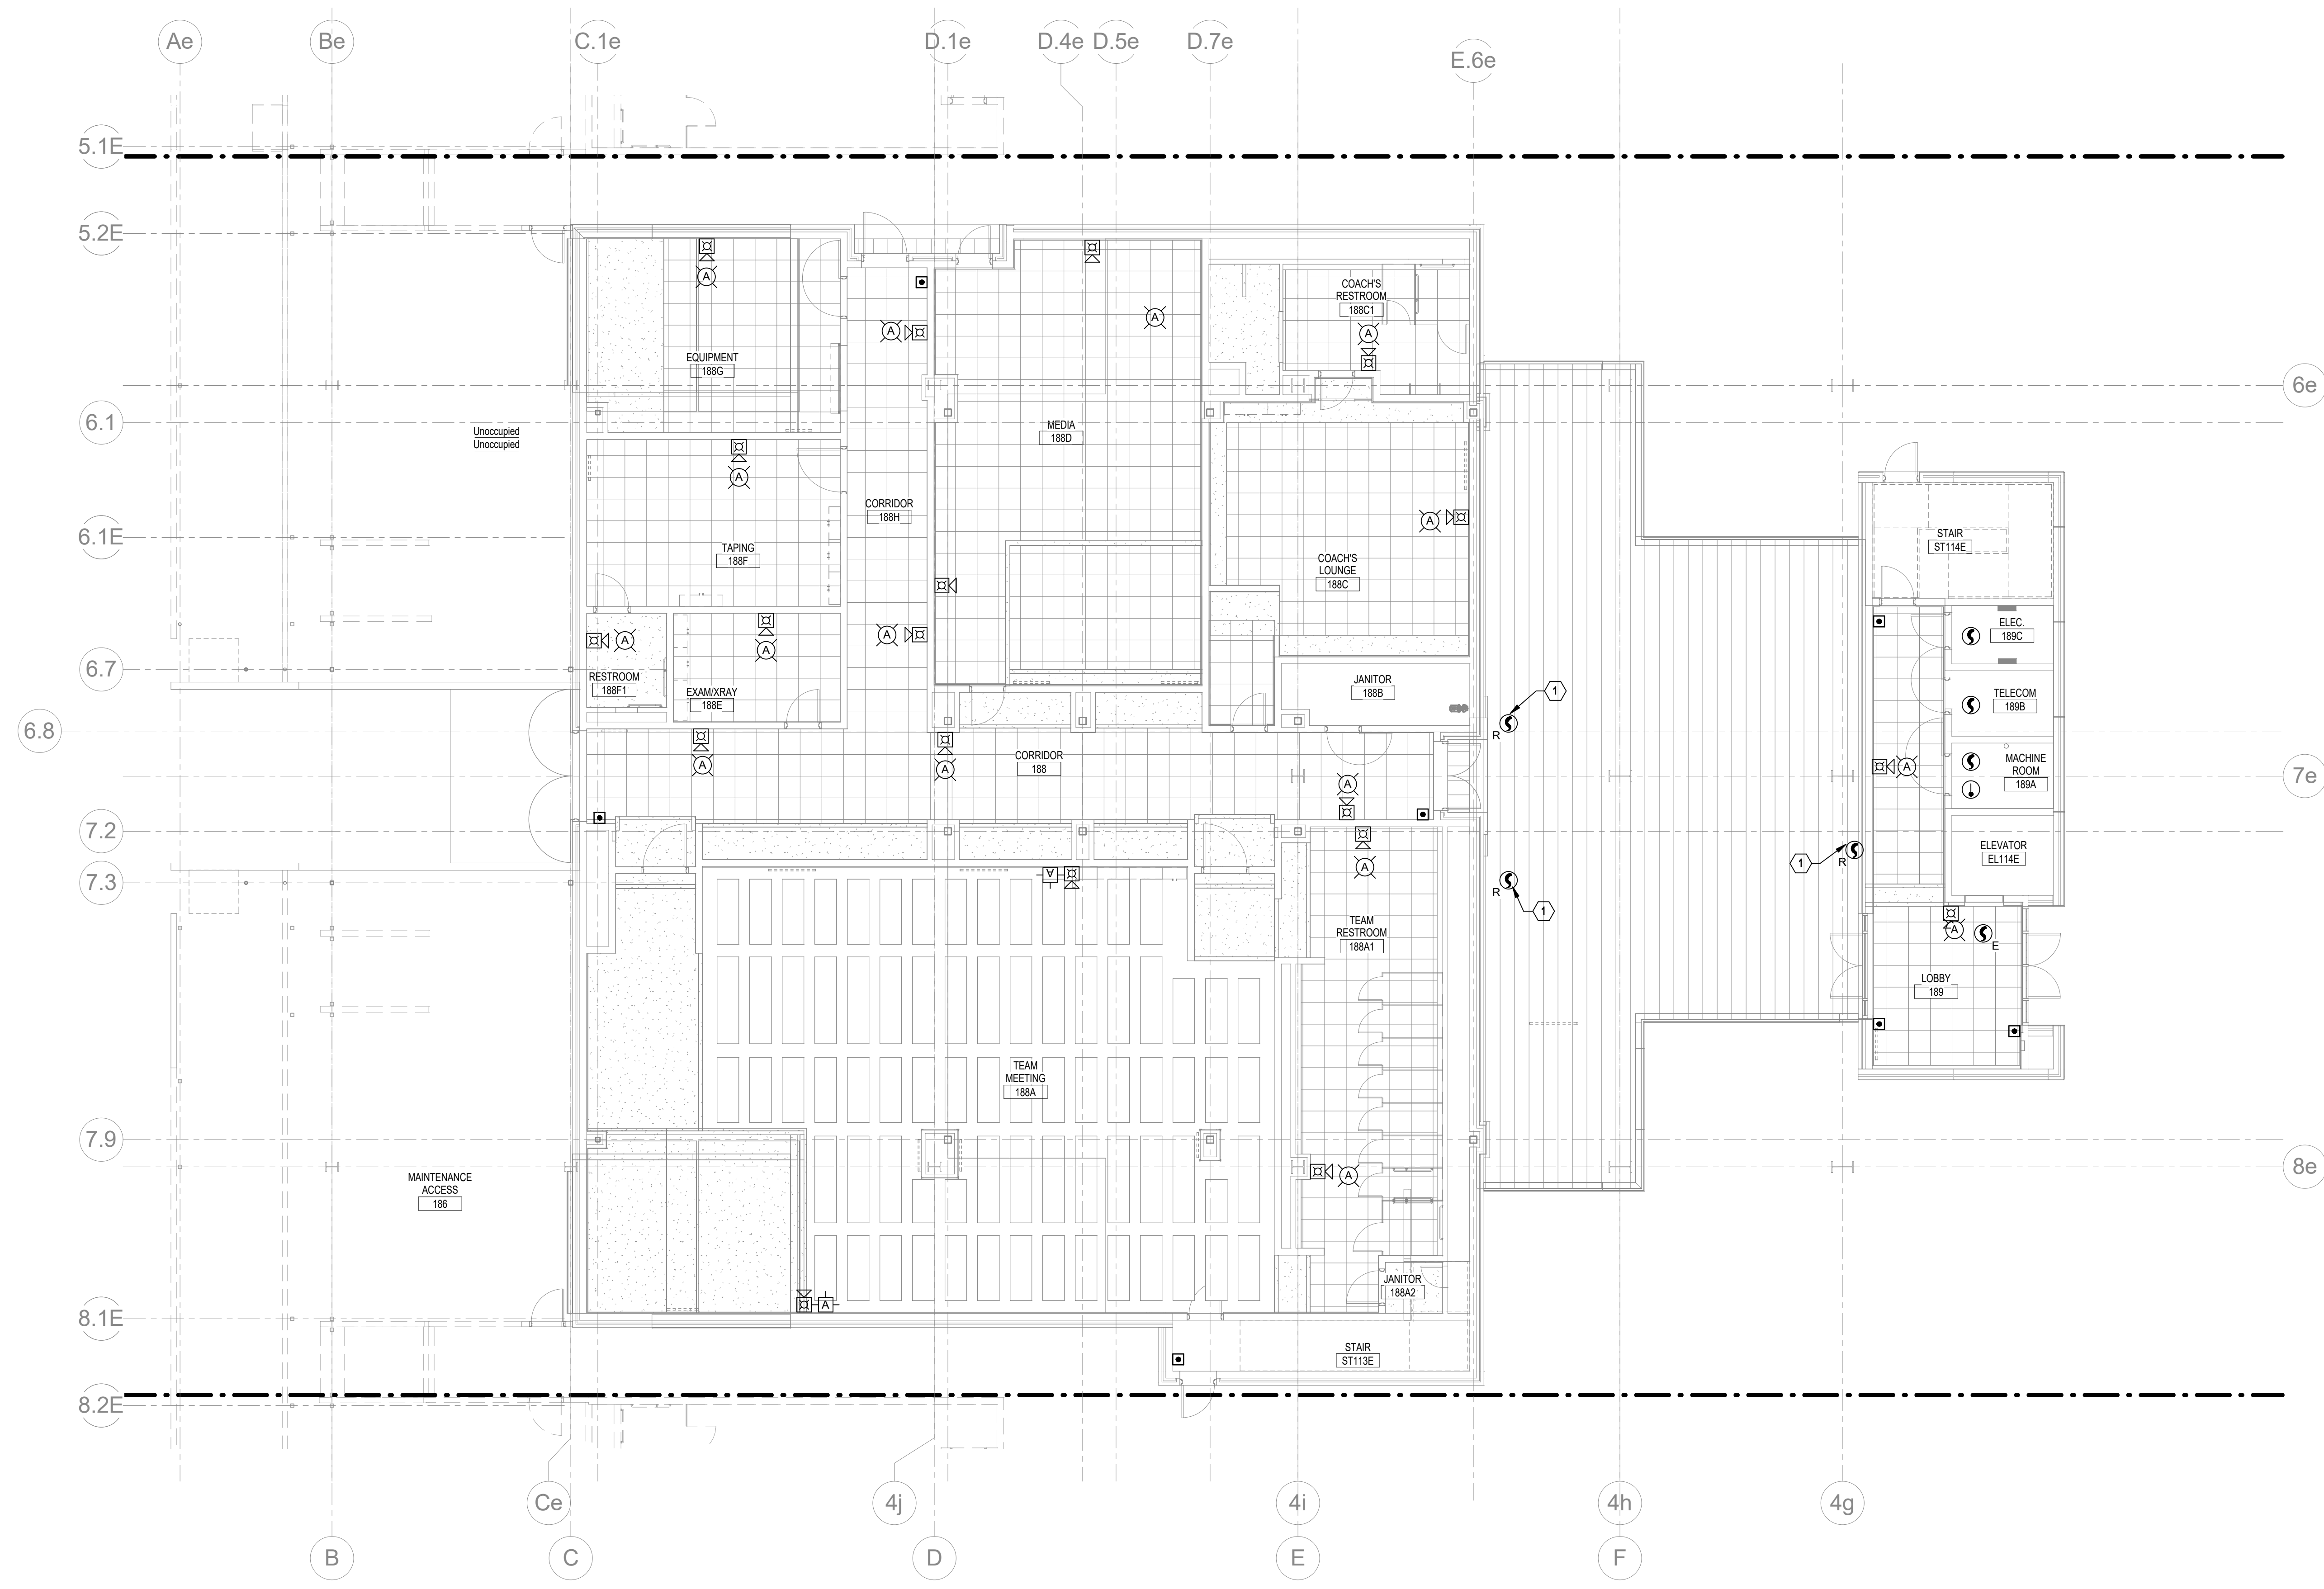 Ae
Be
C.1e
D.1e
D.4e
D.5e
D.7e
E.6e
5.1E
5.2E
6e
6.1
6.1E
6.7
6.8
7e
7.2
7.3
7.9
8e
8.1E
8.2E
Unoccupied
Unoccupied
A
EQUIPMENT
188G
A
A
COACH'S
RESTROOM
188C1
A
MEDIA
188D
A
TAPING
188F
CORRIDOR
188H
A
COACH'S
LOUNGE
188C
A
STAIR
ST114E
A
RESTROOM
188F1
A
EXAM/XRAY
188E
A
JANITOR
188B
ELEC.
189C
TELECOM
189B
MACHINE
ROOM
189A
ELEVATOR
EL114E
1
R
A
A
CORRIDOR
188
A
A
A
A
TEAM
RESTROOM
188A1
R
1
1
R
A
E
LOBBY
189
TEAM
MEETING
188A
A
MAINTENANCE
ACCESS
186
A
JANITOR
188A2
STAIR
ST113E
Ce
4j
4i
4h
4g
B
C
D
E
F